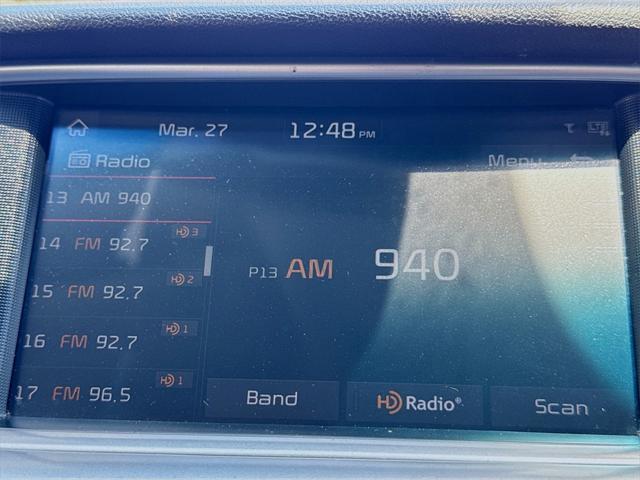 Mar. 27 12:48 PM LTE
Radio Menu
13 AM 940
14 FM 92.7 HD 3
15 FM 92.7 HD 2
16 FM 92.7 HD 1
17 FM 96.5 HD 1
P13 AM 940
Band HD Radio® Scan